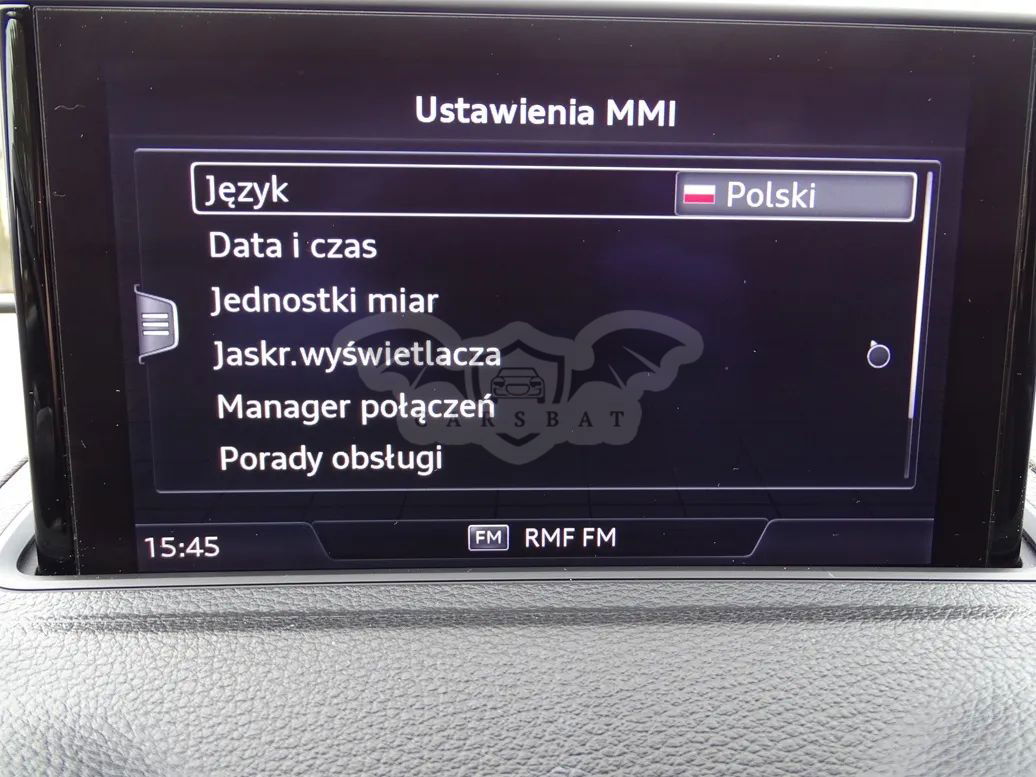 Ustawienia MMI
Język Polski
Data i czas
Jednostki miar
Jaskr.wyświetlacza
Manager połączeń
CARSBAT
Porady obsługi
15:45 FM RMF FM